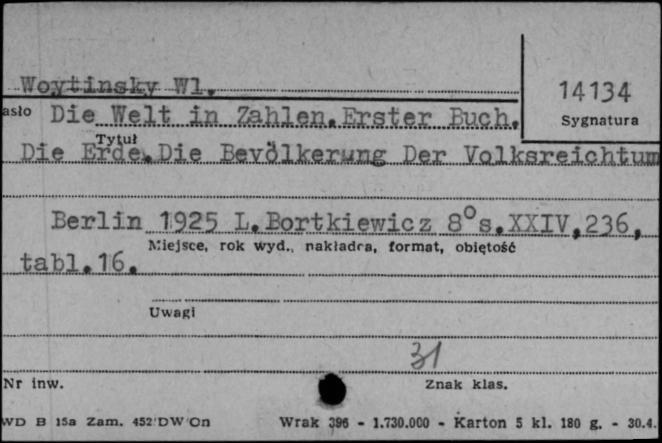 Woytinsky Wl.
14134
Sygnatura
asło Die Welt in Zahlen.Erster Buch.
Tytuł
Die Erde.Die Bevölkerung Der Volksreichtum
Berlin 1925 L.Bortkiewicz 8°s.XXIV,236,
Miejsce, rok wyd., nakładca, format, objętość
tabl.16.
Uwagi
31
Nr inw.
Znak klas.
WD B 15a Zam. 452 DW On
Wrak 396 - 1.730.000 - Karton 5 kl. 180 g. - 30.4.